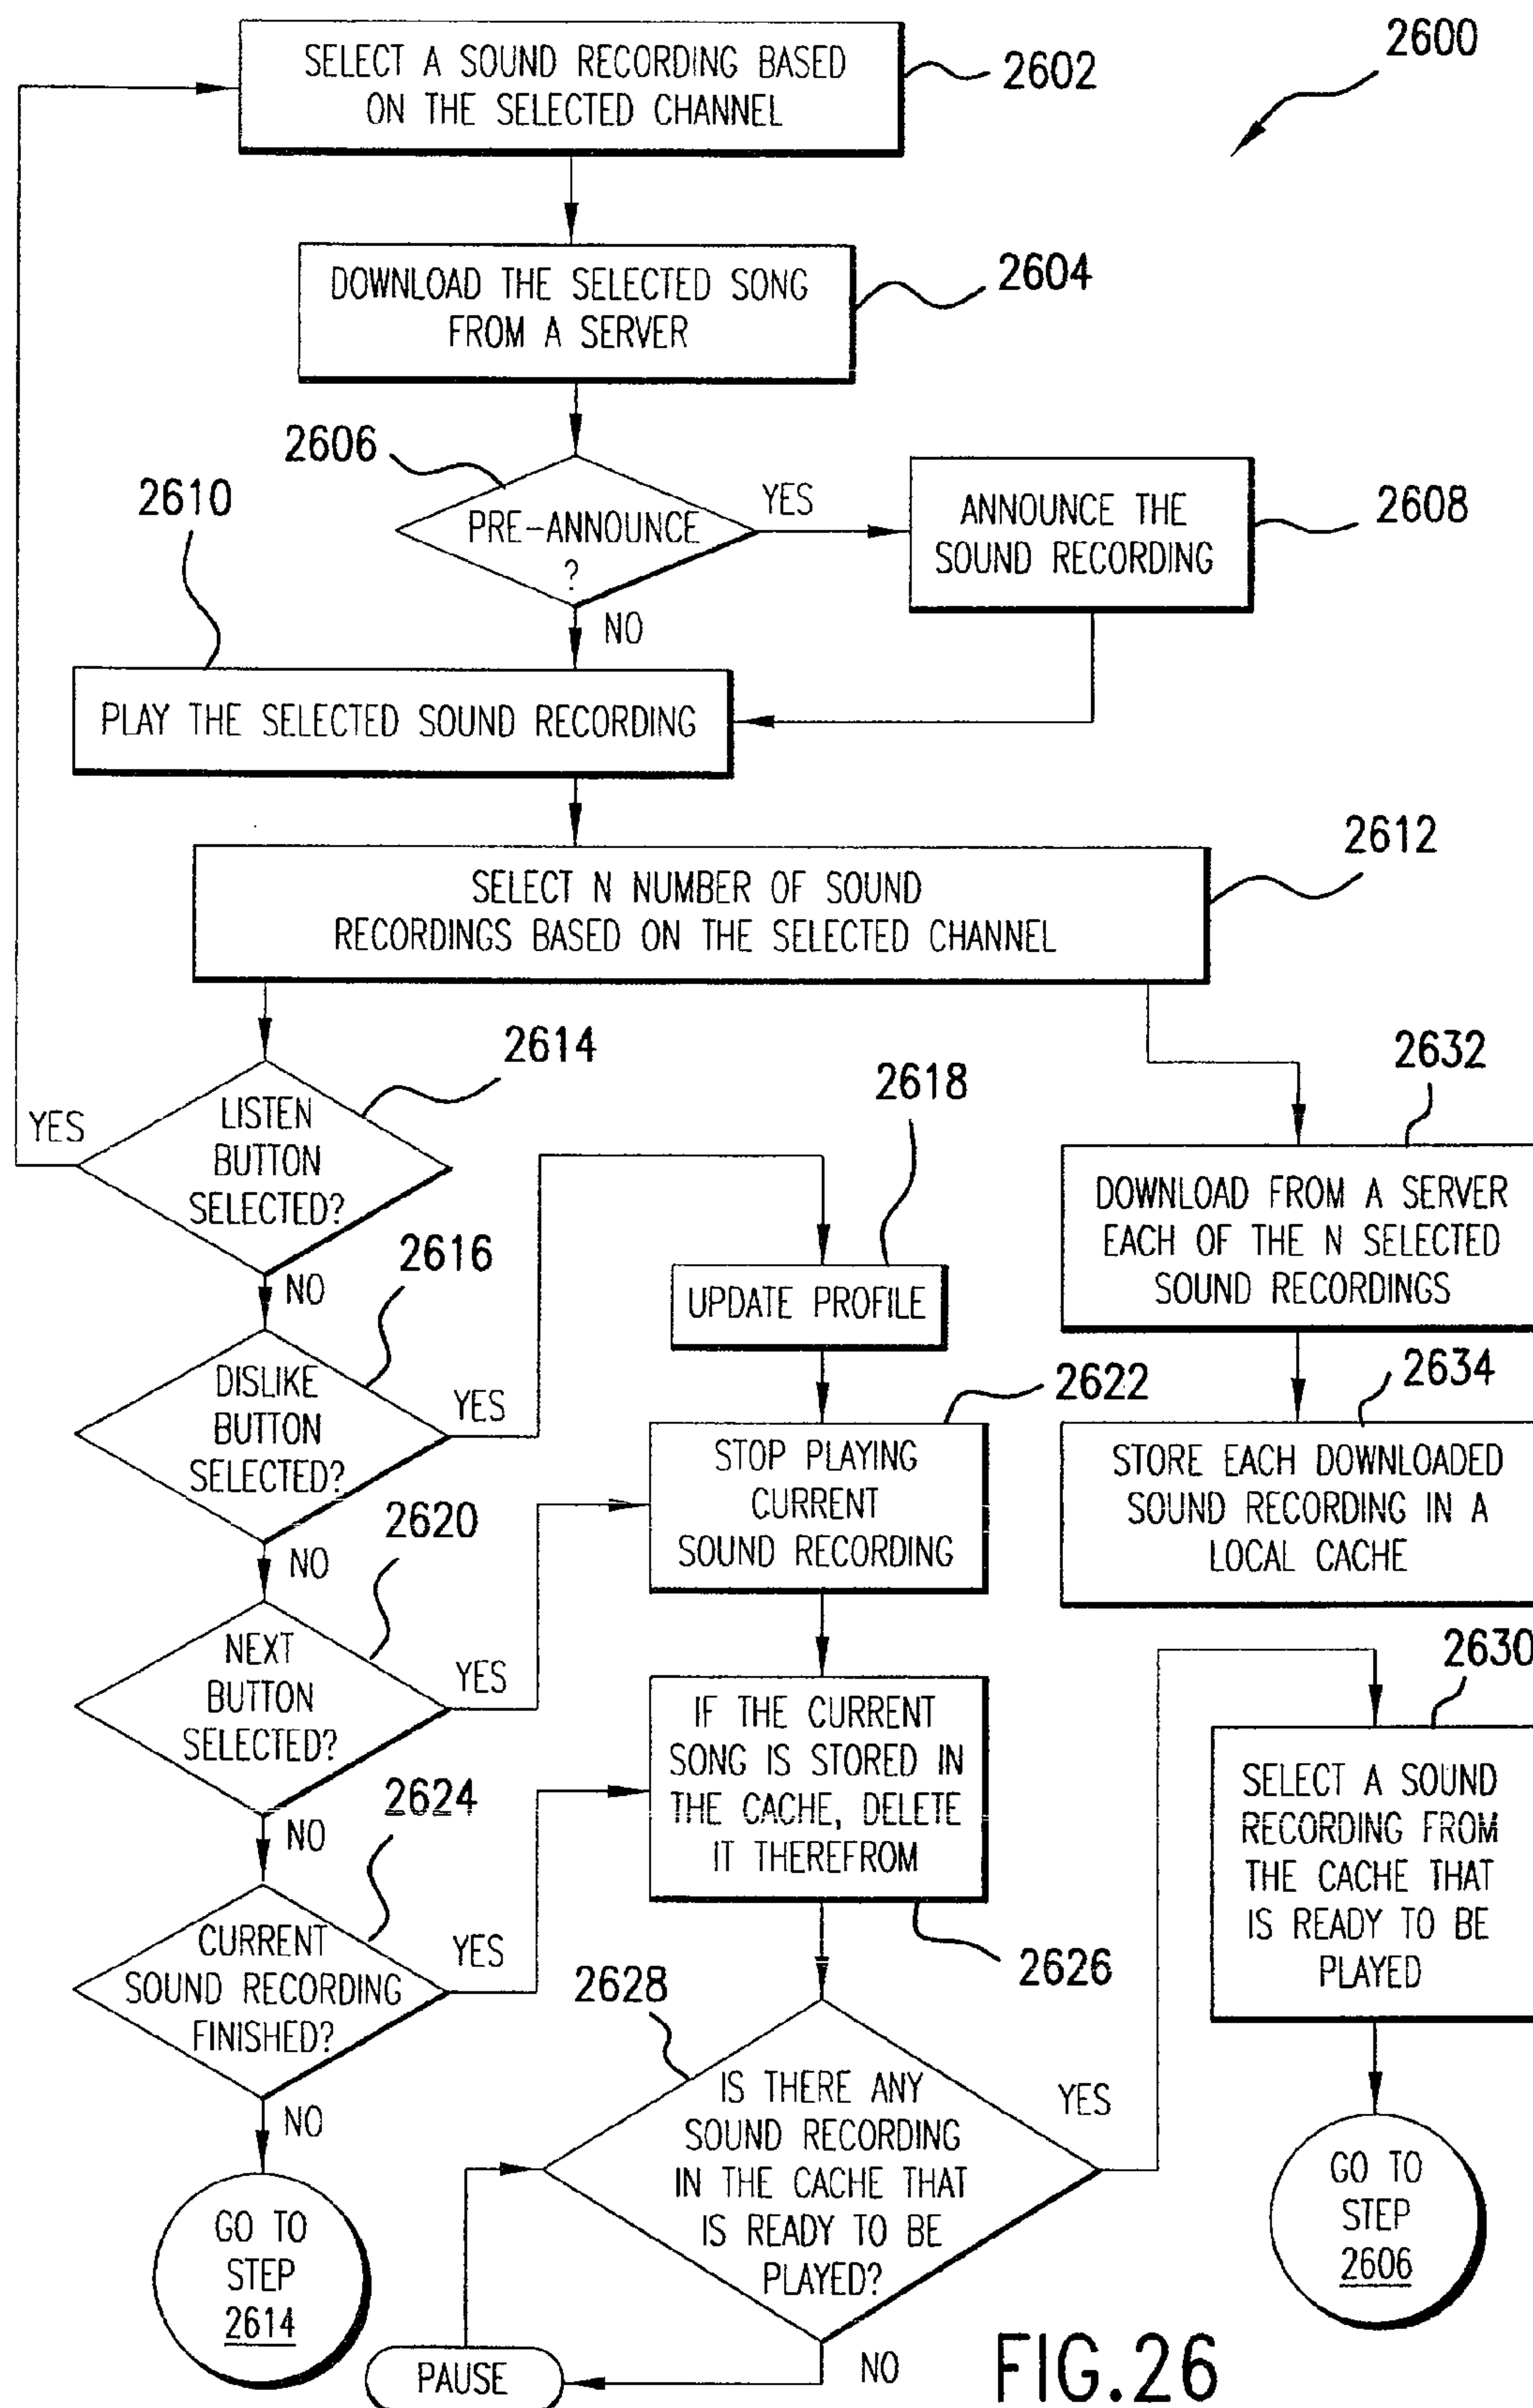 2600
SELECT A SOUND RECORDING BASED
ON THE SELECTED CHANNEL
2602
DOWNLOAD THE SELECTED SONG
FROM A SERVER
2604
2606
PRE-ANNOUNCE
?
YES
NO
ANNOUNCE THE
SOUND RECORDING
2608
2610
PLAY THE SELECTED SOUND RECORDING
2612
SELECT N NUMBER OF SOUND
RECORDINGS BASED ON THE SELECTED CHANNEL
2614
LISTEN
BUTTON
SELECTED?
YES
NO
2616
DISLIKE
BUTTON
SELECTED?
YES
NO
2618
UPDATE PROFILE
2620
NEXT
BUTTON
SELECTED?
YES
NO
2622
STOP PLAYING
CURRENT
SOUND RECORDING
2624
CURRENT
SOUND RECORDING
FINISHED?
YES
NO
GO TO
STEP
2614
IF THE CURRENT
SONG IS STORED IN
THE CACHE, DELETE
IT THEREFROM
2626
2628
IS THERE ANY
SOUND RECORDING
IN THE CACHE THAT
IS READY TO BE
PLAYED?
YES
NO
PAUSE
2632
DOWNLOAD FROM A SERVER
EACH OF THE N SELECTED
SOUND RECORDINGS
2634
STORE EACH DOWNLOADED
SOUND RECORDING IN A
LOCAL CACHE
2630
SELECT A SOUND
RECORDING FROM
THE CACHE THAT
IS READY TO BE
PLAYED
GO TO
STEP
2606
FIG.26